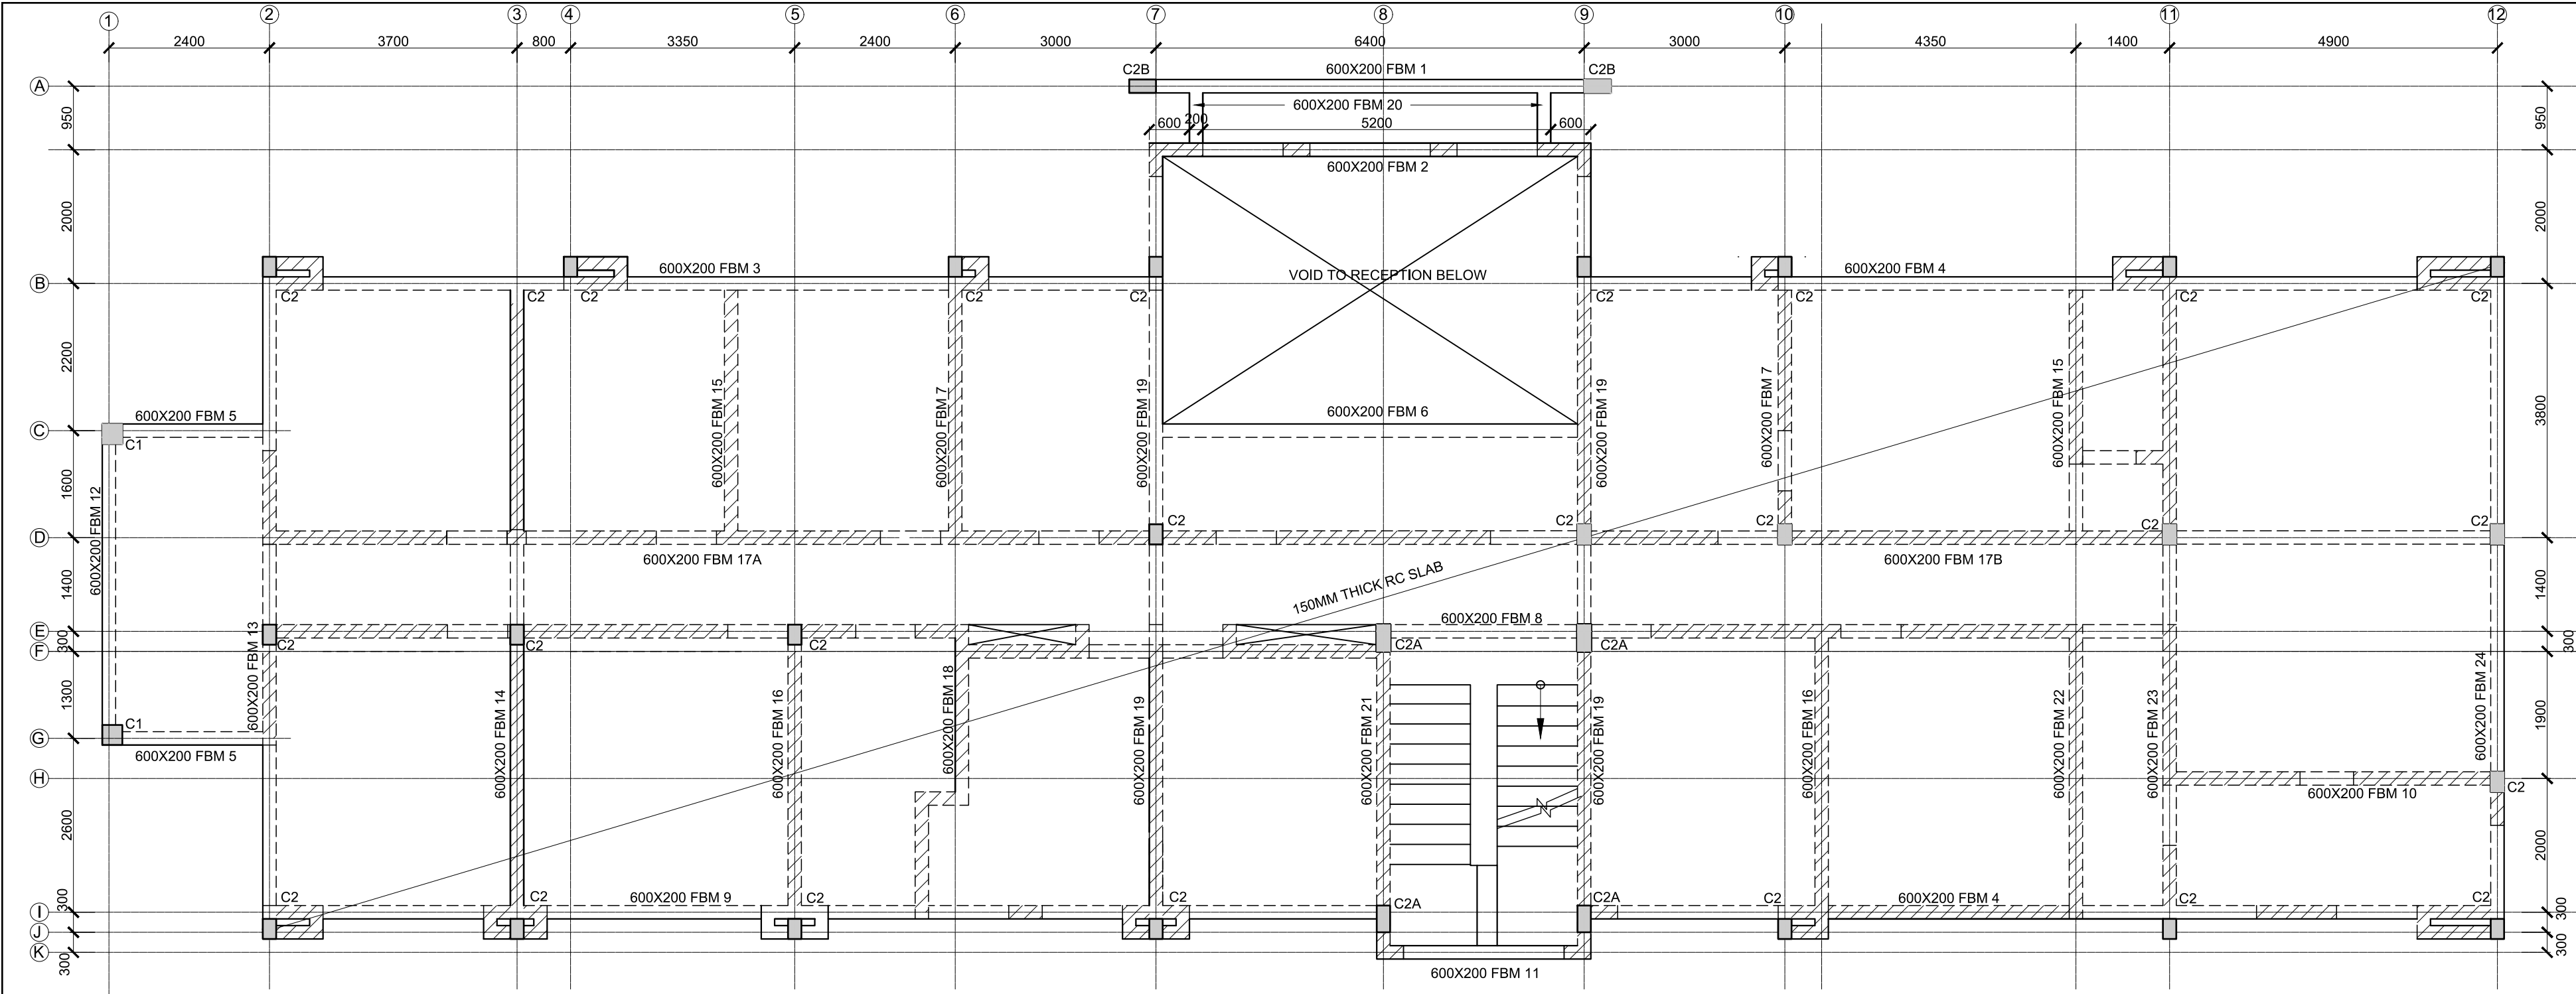 1 2 3 4 5 6 7 8 9 10 11 12
2400 3700 800 3350 2400 3000 6400 3000 4350 1400 4900
C2B 600X200 FBM 1 C2B
A
950 600X200 FBM 20 950
600 200 5200 600
600X200 FBM 2
2000 2000
600X200 FBM 3 VOID TO RECEPTION BELOW 600X200 FBM 4
B
C2 C2 C2 C2 C2 C2 C2 C2 C2
2200
3800
600X200 FBM 15
600X200 FBM 7
600X200 FBM 19
600X200 FBM 19
600X200 FBM 7
600X200 FBM 15
600X200 FBM 5 600X200 FBM 6
C
C1
1600
600X200 FBM 12
C2 C2 C2 C2 C2
D
600X200 FBM 17A 600X200 FBM 17B
1400 150MM THICK RC SLAB 1400
600X200 FBM 8
E
300 300
C2 C2 C2 C2A C2A
F
600X200 FBM 13
1300
1900
600X200 FBM 14
600X200 FBM 16
600X200 FBM 18
600X200 FBM 19
600X200 FBM 21
600X200 FBM 19
600X200 FBM 16
600X200 FBM 22
600X200 FBM 23
600X200 FBM 24
C1
G
600X200 FBM 5
H
600X200 FBM 10 C2
2600 2000
C2 C2 600X200 FBM 9 C2 C2 C2A C2A C2 600X200 FBM 4 C2 C2
300 300
I
J
K
300 300
600X200 FBM 11